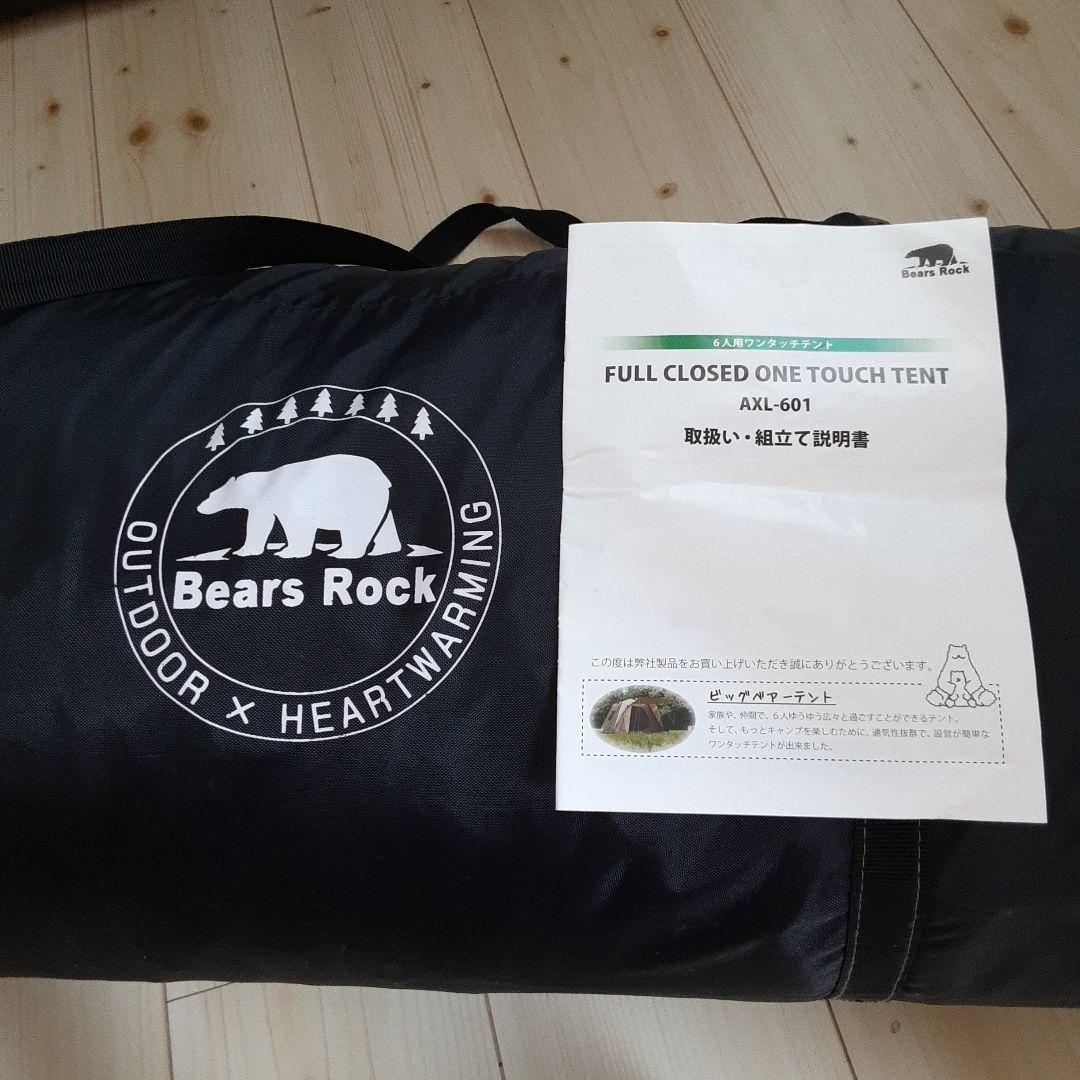 Bears Rock
OUTDOOR × HEARTWARMING
Bears Rock
6人用ワンタッチテント
FULL CLOSED ONE TOUCH TENT
AXL-601
取扱い・組立て説明書
この度は弊社製品をお買い上げいただき誠にありがとうございます。
ビッグベアーテント
家族や、仲間で、6人ゆうゆう広々と過ごすことができるテント。
そして、もっとキャンプを楽しむために、通気性抜群で、設営が簡単な
ワンタッチテントが出来ました。